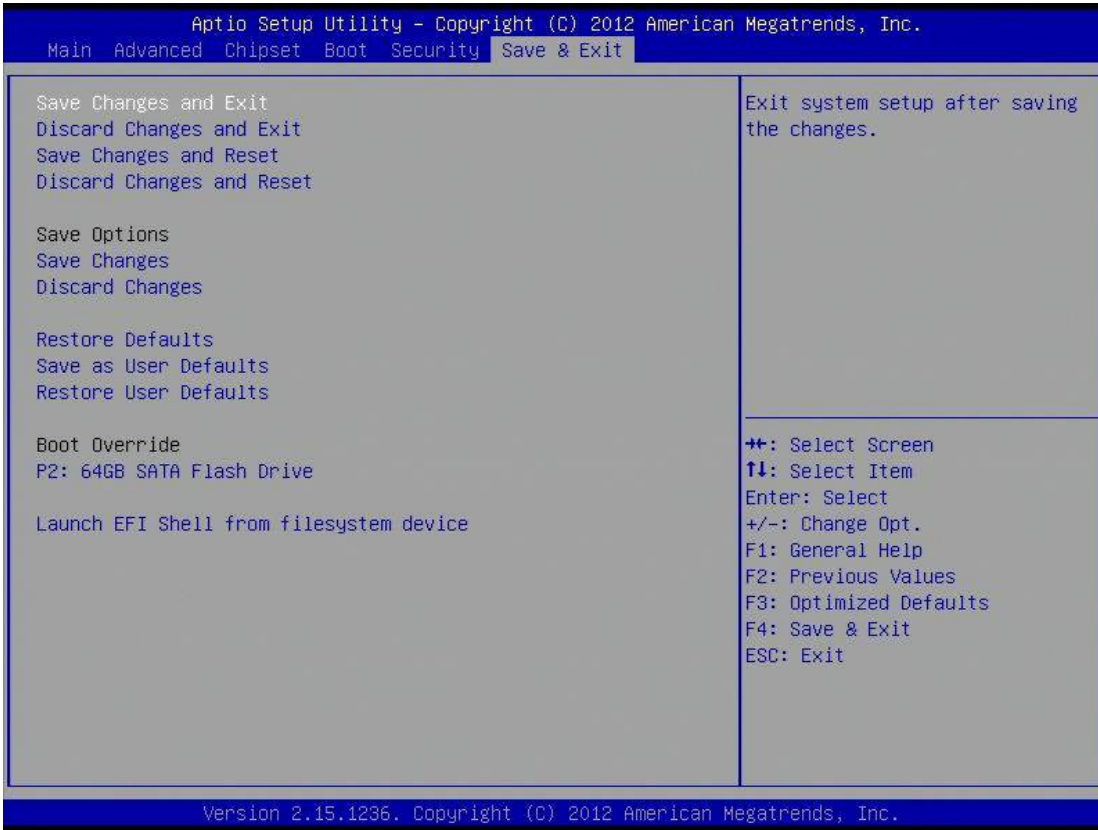 Aptio Setup Utility – Copyright (C) 2012 American Megatrends, Inc.
Main Advanced Chipset Boot Security Save & Exit
Save Changes and Exit
Discard Changes and Exit
Save Changes and Reset
Discard Changes and Reset
Save Options
Save Changes
Discard Changes
Restore Defaults
Save as User Defaults
Restore User Defaults
Boot Override
P2: 64GB SATA Flash Drive
Launch EFI Shell from filesystem device
Exit system setup after saving
the changes.
→←: Select Screen
↑↓: Select Item
Enter: Select
+/-: Change Opt.
F1: General Help
F2: Previous Values
F3: Optimized Defaults
F4: Save & Exit
ESC: Exit
Version 2.15.1236. Copyright (C) 2012 American Megatrends, Inc.